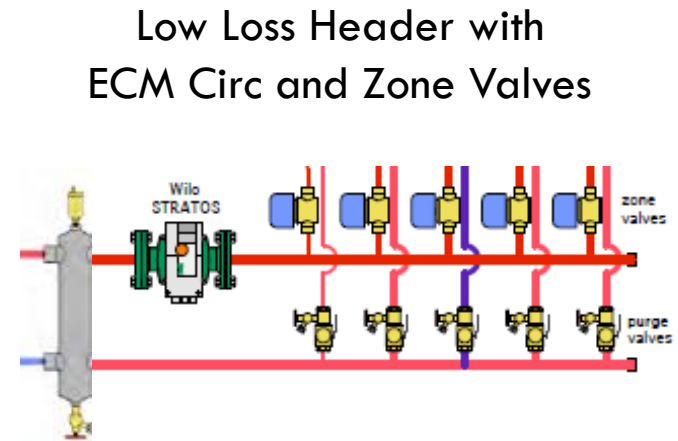 Low Loss Header with
ECM Circ and Zone Valves
Wilo
STRATOS
zone
valves
purge
valves